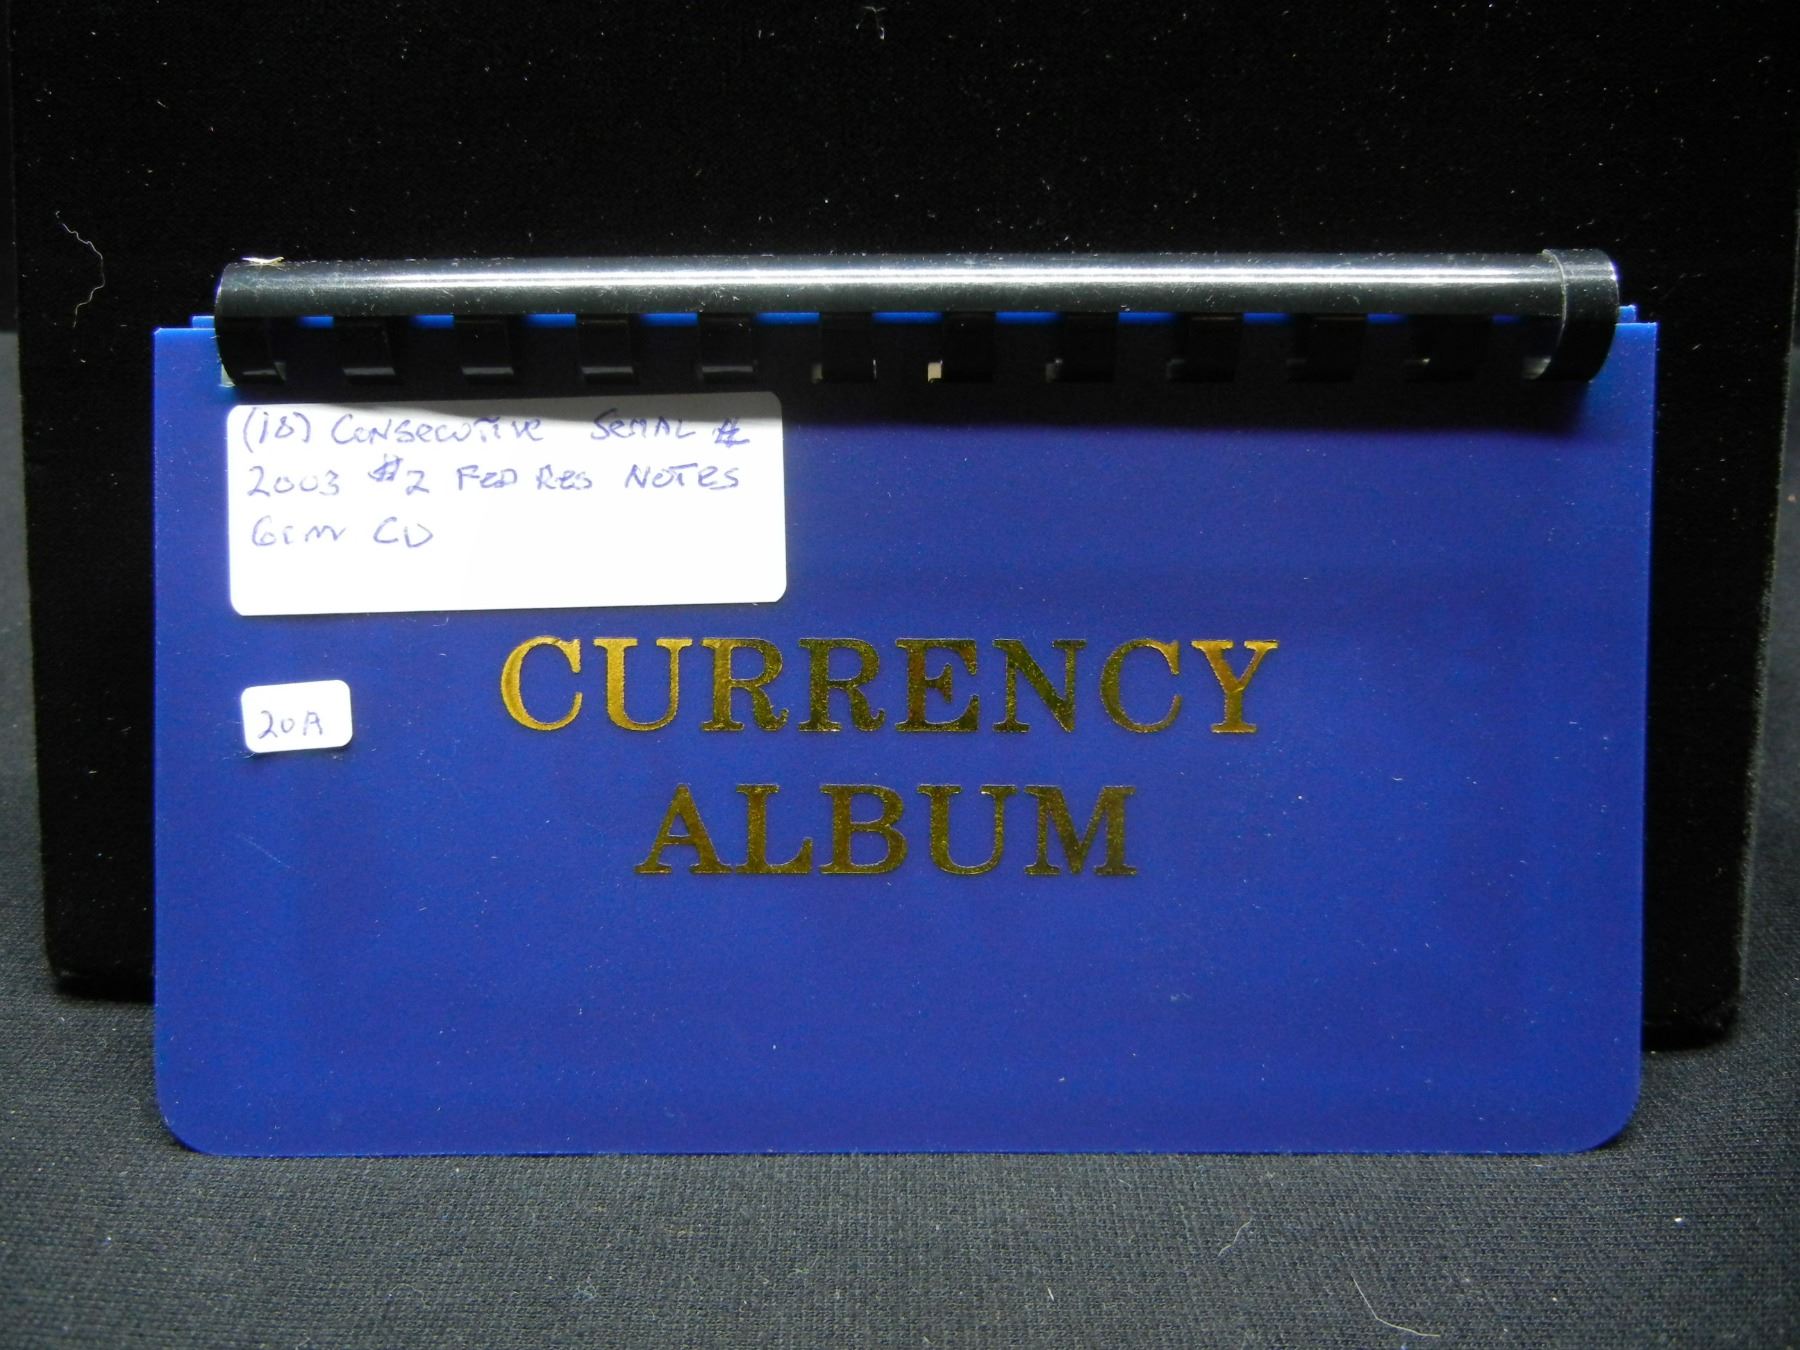 (18) Consecutive Serial #
2003 $2 Fed Res Notes
Gem CU
20A
CURRENCY
ALBUM